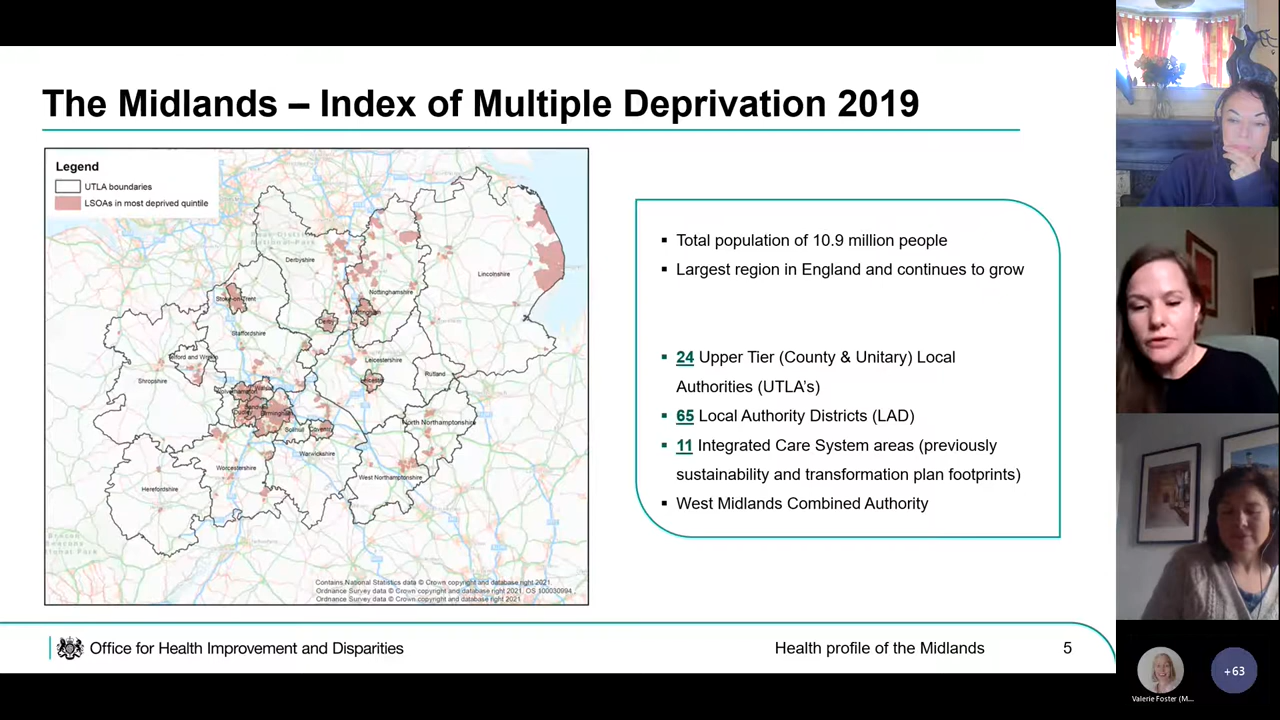 The Midlands – Index of Multiple Deprivation 2019
Legend
UTLA boundaries
LSOAs in most deprived quintile
Derbyshire
Lincolnshire
Nottinghamshire
Stoke-on-Trent
Staffordshire
Leicestershire
Rutland
Shropshire
North Northamptonshire
Solihull
Coventry
Warwickshire
Worcestershire
West Northamptonshire
Herefordshire
Contains National Statistics data © Crown copyright and database right 2021.
Ordnance Survey data © Crown copyright and database right 2021. OS 100030994 .
Ordnance Survey data © Crown copyright and database right 2021
▪ Total population of 10.9 million people
▪ Largest region in England and continues to grow
▪ 24 Upper Tier (County & Unitary) Local
Authorities (UTLA's)
▪ 65 Local Authority Districts (LAD)
▪ 11 Integrated Care System areas (previously
sustainability and transformation plan footprints)
▪ West Midlands Combined Authority
Office for Health Improvement and Disparities
Health profile of the Midlands
5
Valerie Foster (M...
+63